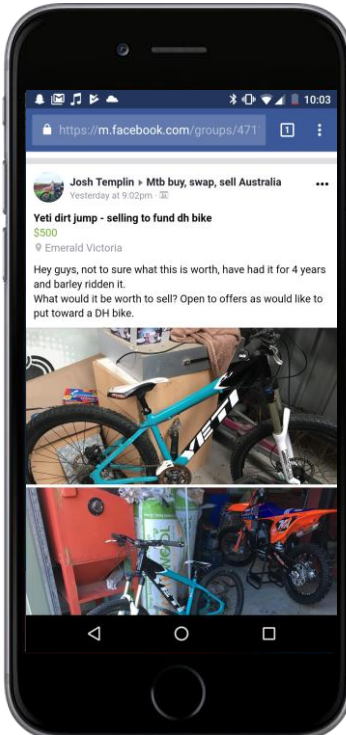 10:03
https://m.facebook.com/groups/471
1
Josh Templin ▸ Mtb buy, swap, sell Australia
Yesterday at 9.02pm ·
Yeti dirt jump - selling to fund dh bike
$500
Emerald Victoria
Hey guys, not to sure what this is worth, have had it for 4 years
and barley ridden it.
What would it be worth to sell? Open to offers as would like to
put toward a DH bike.
YETI